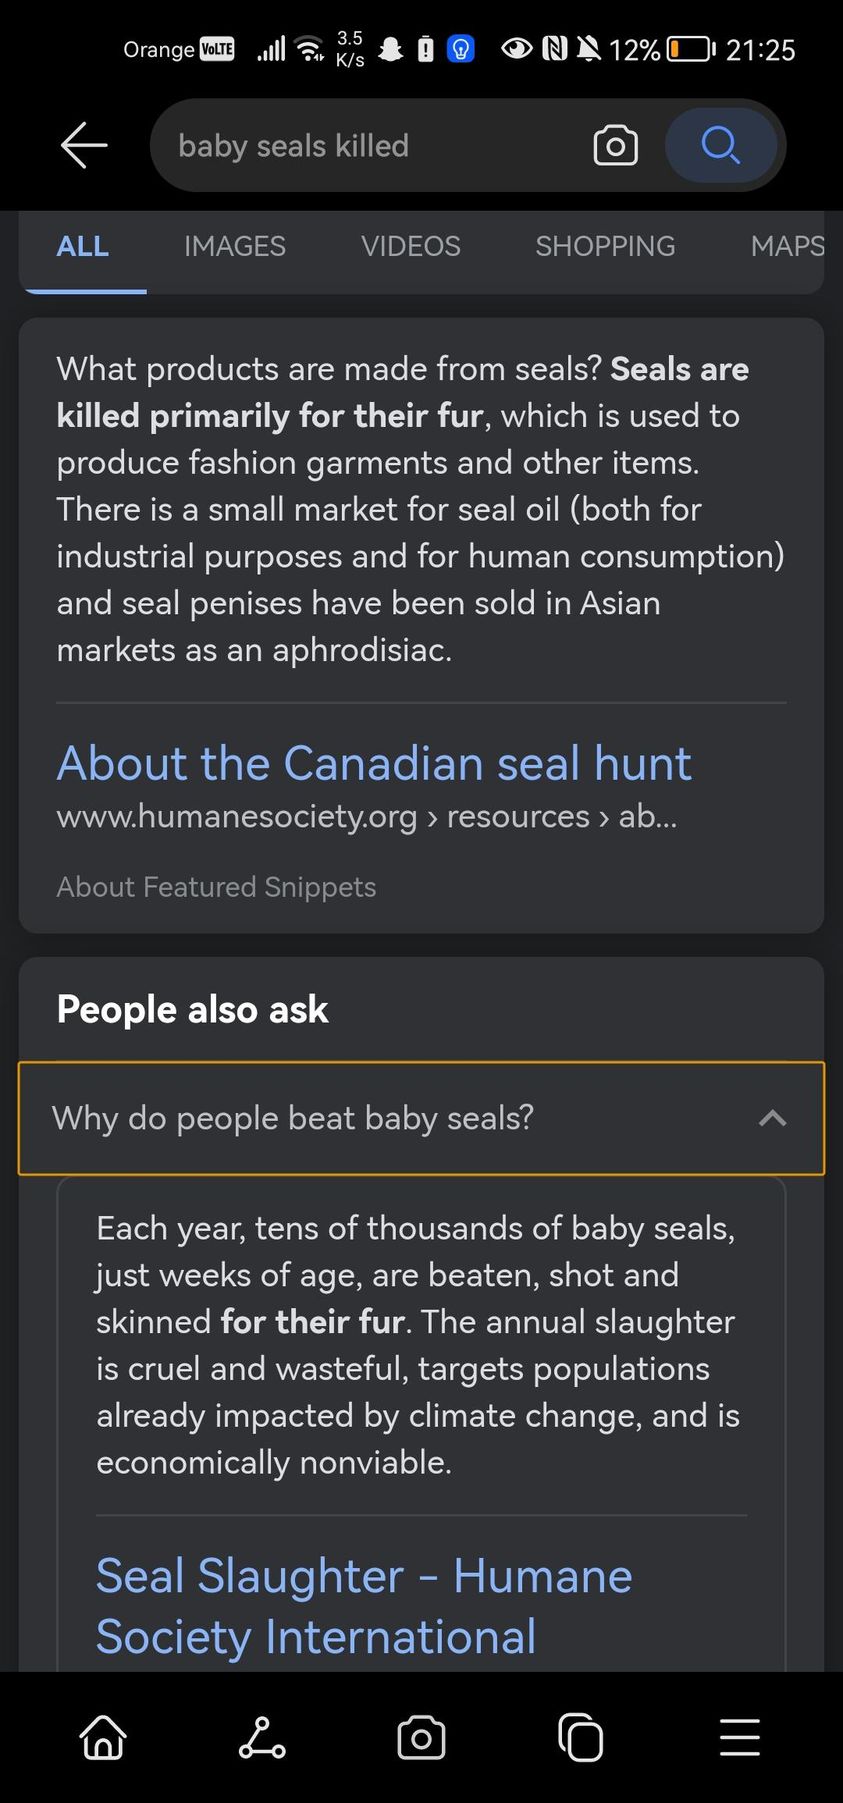 Orange VoLTE 3.5 K/s 12% 21:25
baby seals killed
ALL IMAGES VIDEOS SHOPPING MAPS
What products are made from seals? Seals are
killed primarily for their fur, which is used to
produce fashion garments and other items.
There is a small market for seal oil (both for
industrial purposes and for human consumption)
and seal penises have been sold in Asian
markets as an aphrodisiac.
About the Canadian seal hunt
www.humanesociety.org › resources › ab...
About Featured Snippets
People also ask
Why do people beat baby seals?
Each year, tens of thousands of baby seals,
just weeks of age, are beaten, shot and
skinned for their fur. The annual slaughter
is cruel and wasteful, targets populations
already impacted by climate change, and is
economically nonviable.
Seal Slaughter – Humane
Society International